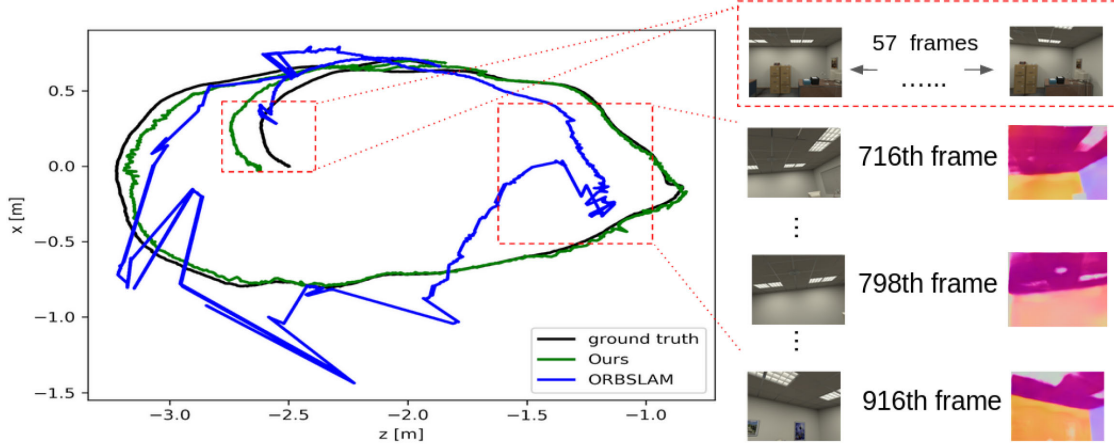 57 frames
......
0.5
0.0
−0.5
−1.0
−1.5
x [m]
−3.0
−2.5
−2.0
−1.5
−1.0
z [m]
ground truth
Ours
ORBSLAM
716th frame
798th frame
916th frame